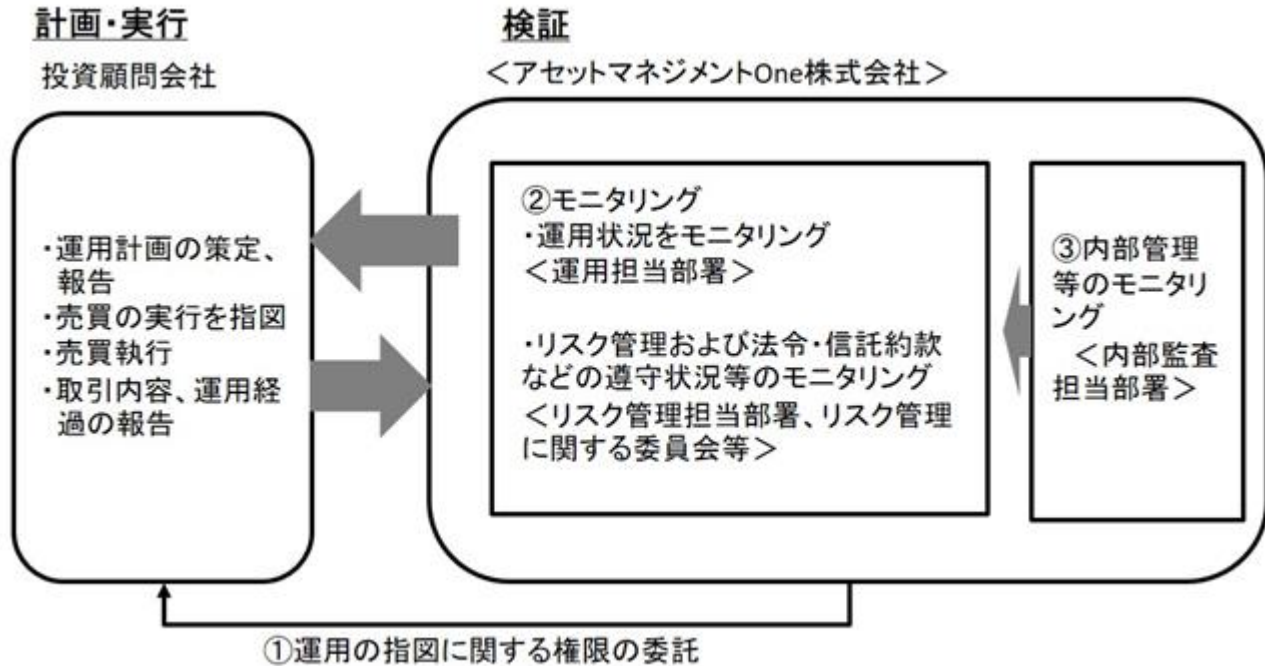 計画・実行
投資顧問会社
・運用計画の策定、
報告
・売買の実行を指図
・売買執行
・取引内容、運用経
過の報告
検証
＜アセットマネジメントOne株式会社＞
②モニタリング
・運用状況をモニタリング
＜運用担当部署＞
・リスク管理および法令・信託約款
などの遵守状況等のモニタリング
＜リスク管理担当部署、リスク管理
に関する委員会等＞
③内部管理
等のモニタリ
ング
＜内部監査
担当部署＞
①運用の指図に関する権限の委託